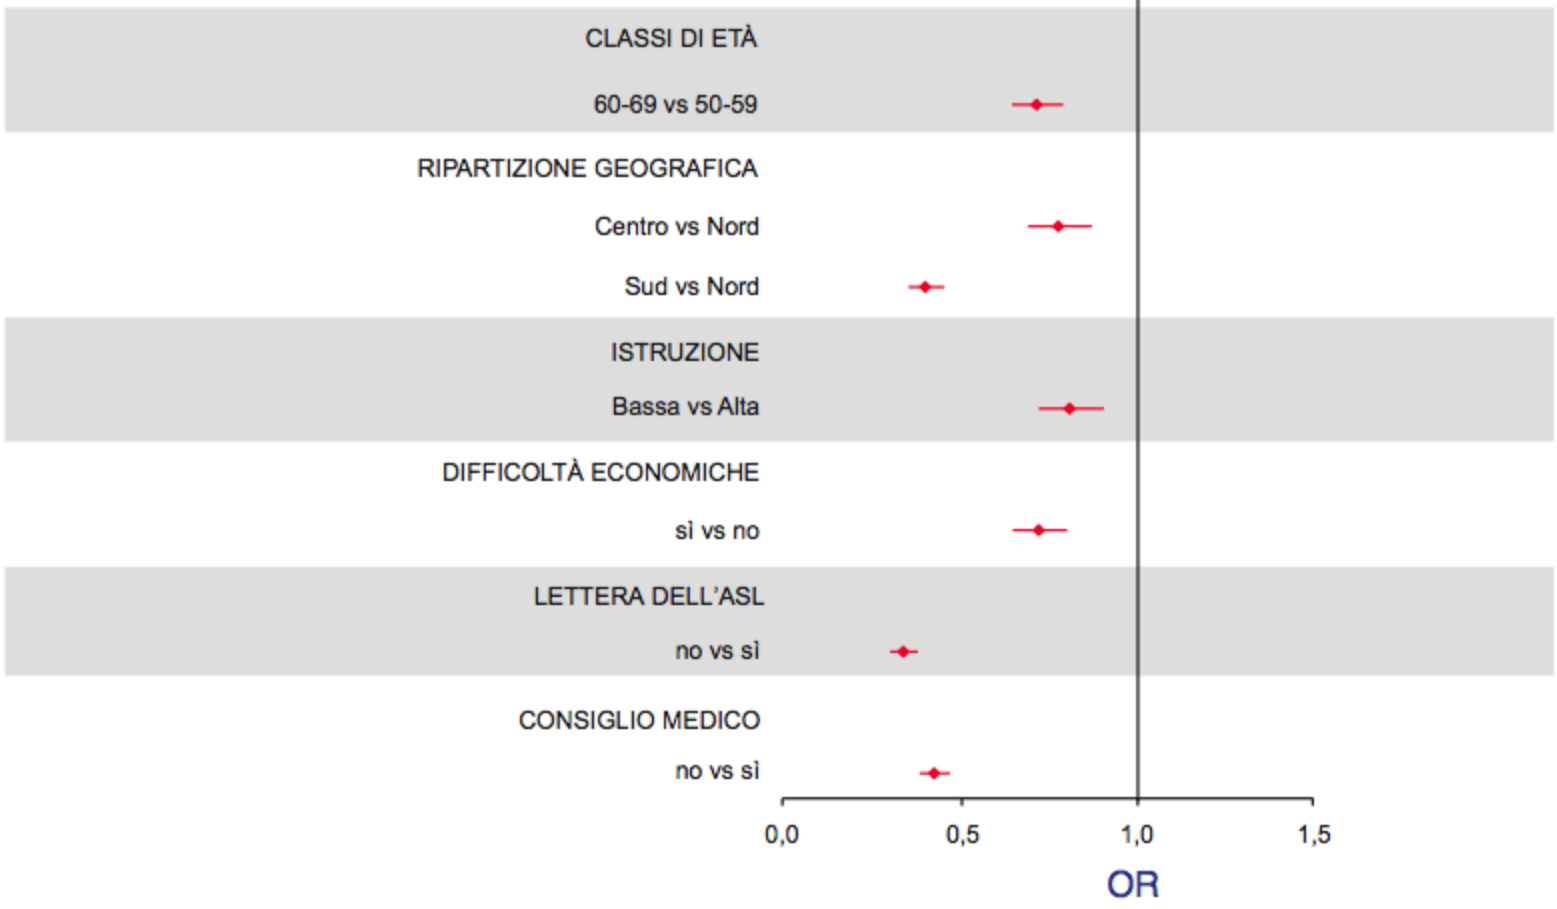 CLASSI DI ETÀ
60-69 vs 50-59
RIPARTIZIONE GEOGRAFICA
Centro vs Nord
Sud vs Nord
ISTRUZIONE
Bassa vs Alta
DIFFICOLTÀ ECONOMICHE
sì vs no
LETTERA DELL'ASL
no vs sì
CONSIGLIO MEDICO
no vs sì
0,0 0,5 1,0 1,5
OR